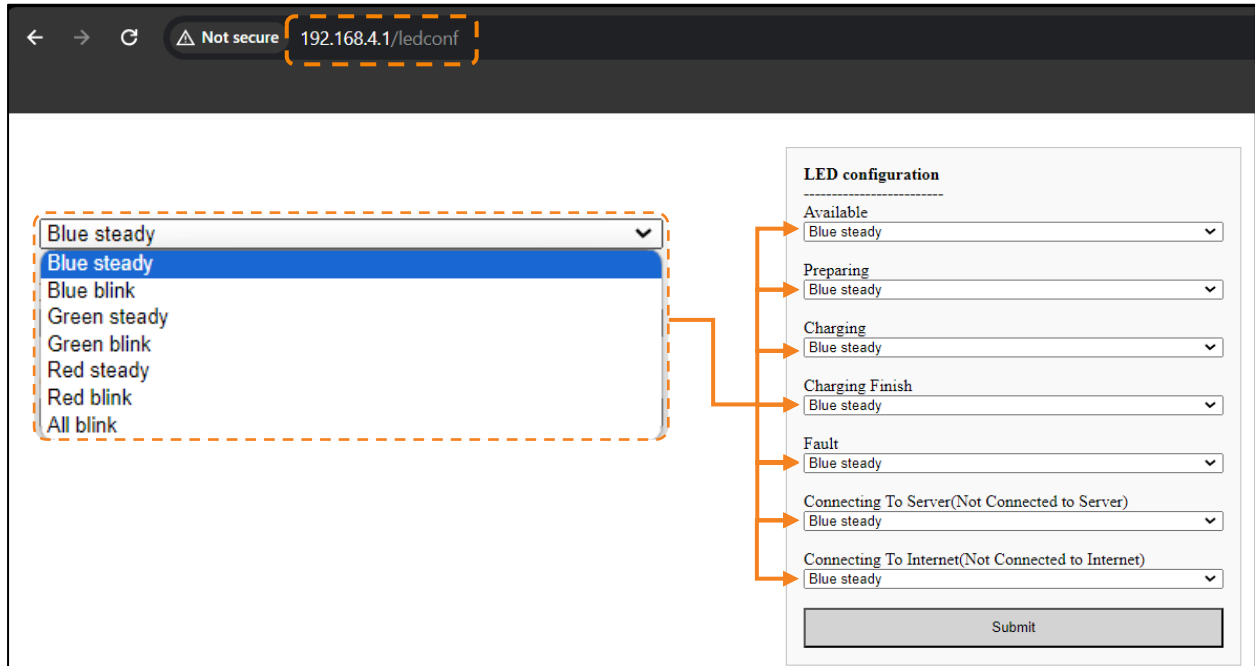 Not secure 192.168.4.1/ledconf
Blue steady
Blue steady
Blue blink
Green steady
Green blink
Red steady
Red blink
All blink
LED configuration
-------------------------
Available
Blue steady
Preparing
Blue steady
Charging
Blue steady
Charging Finish
Blue steady
Fault
Blue steady
Connecting To Server(Not Connected to Server)
Blue steady
Connecting To Internet(Not Connected to Internet)
Blue steady
Submit